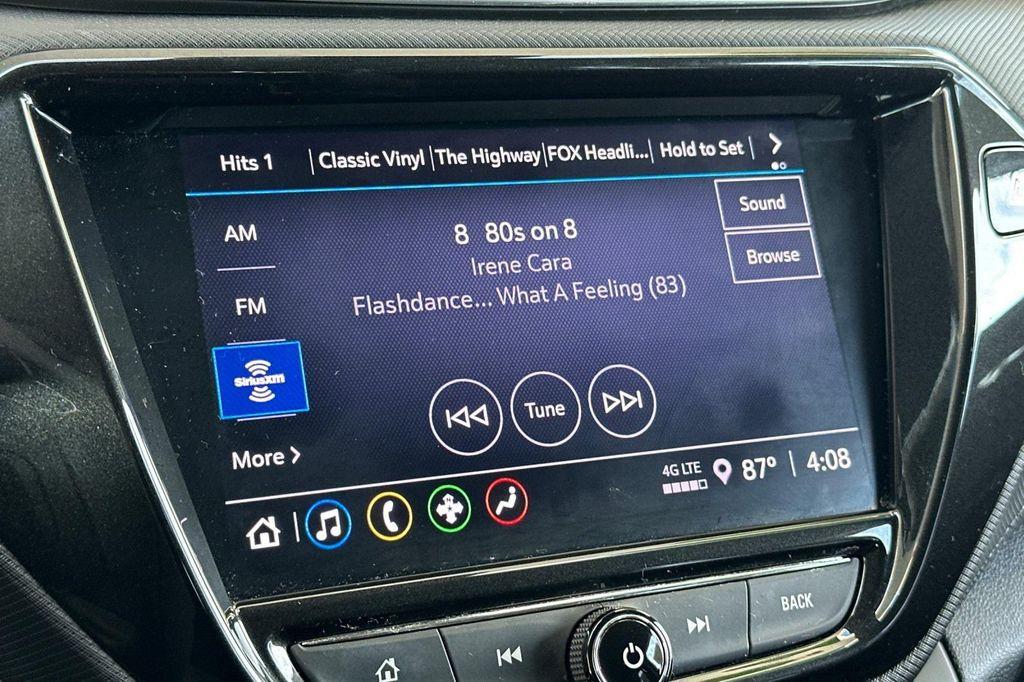 Hits 1 Classic Vinyl The Highway FOX Headli... Hold to Set
AM
8 80s on 8
Sound
Irene Cara
Browse
FM
Flashdance... What A Feeling (83)
SiriusXM
Tune
More
4G LTE 87° 4:08
BACK